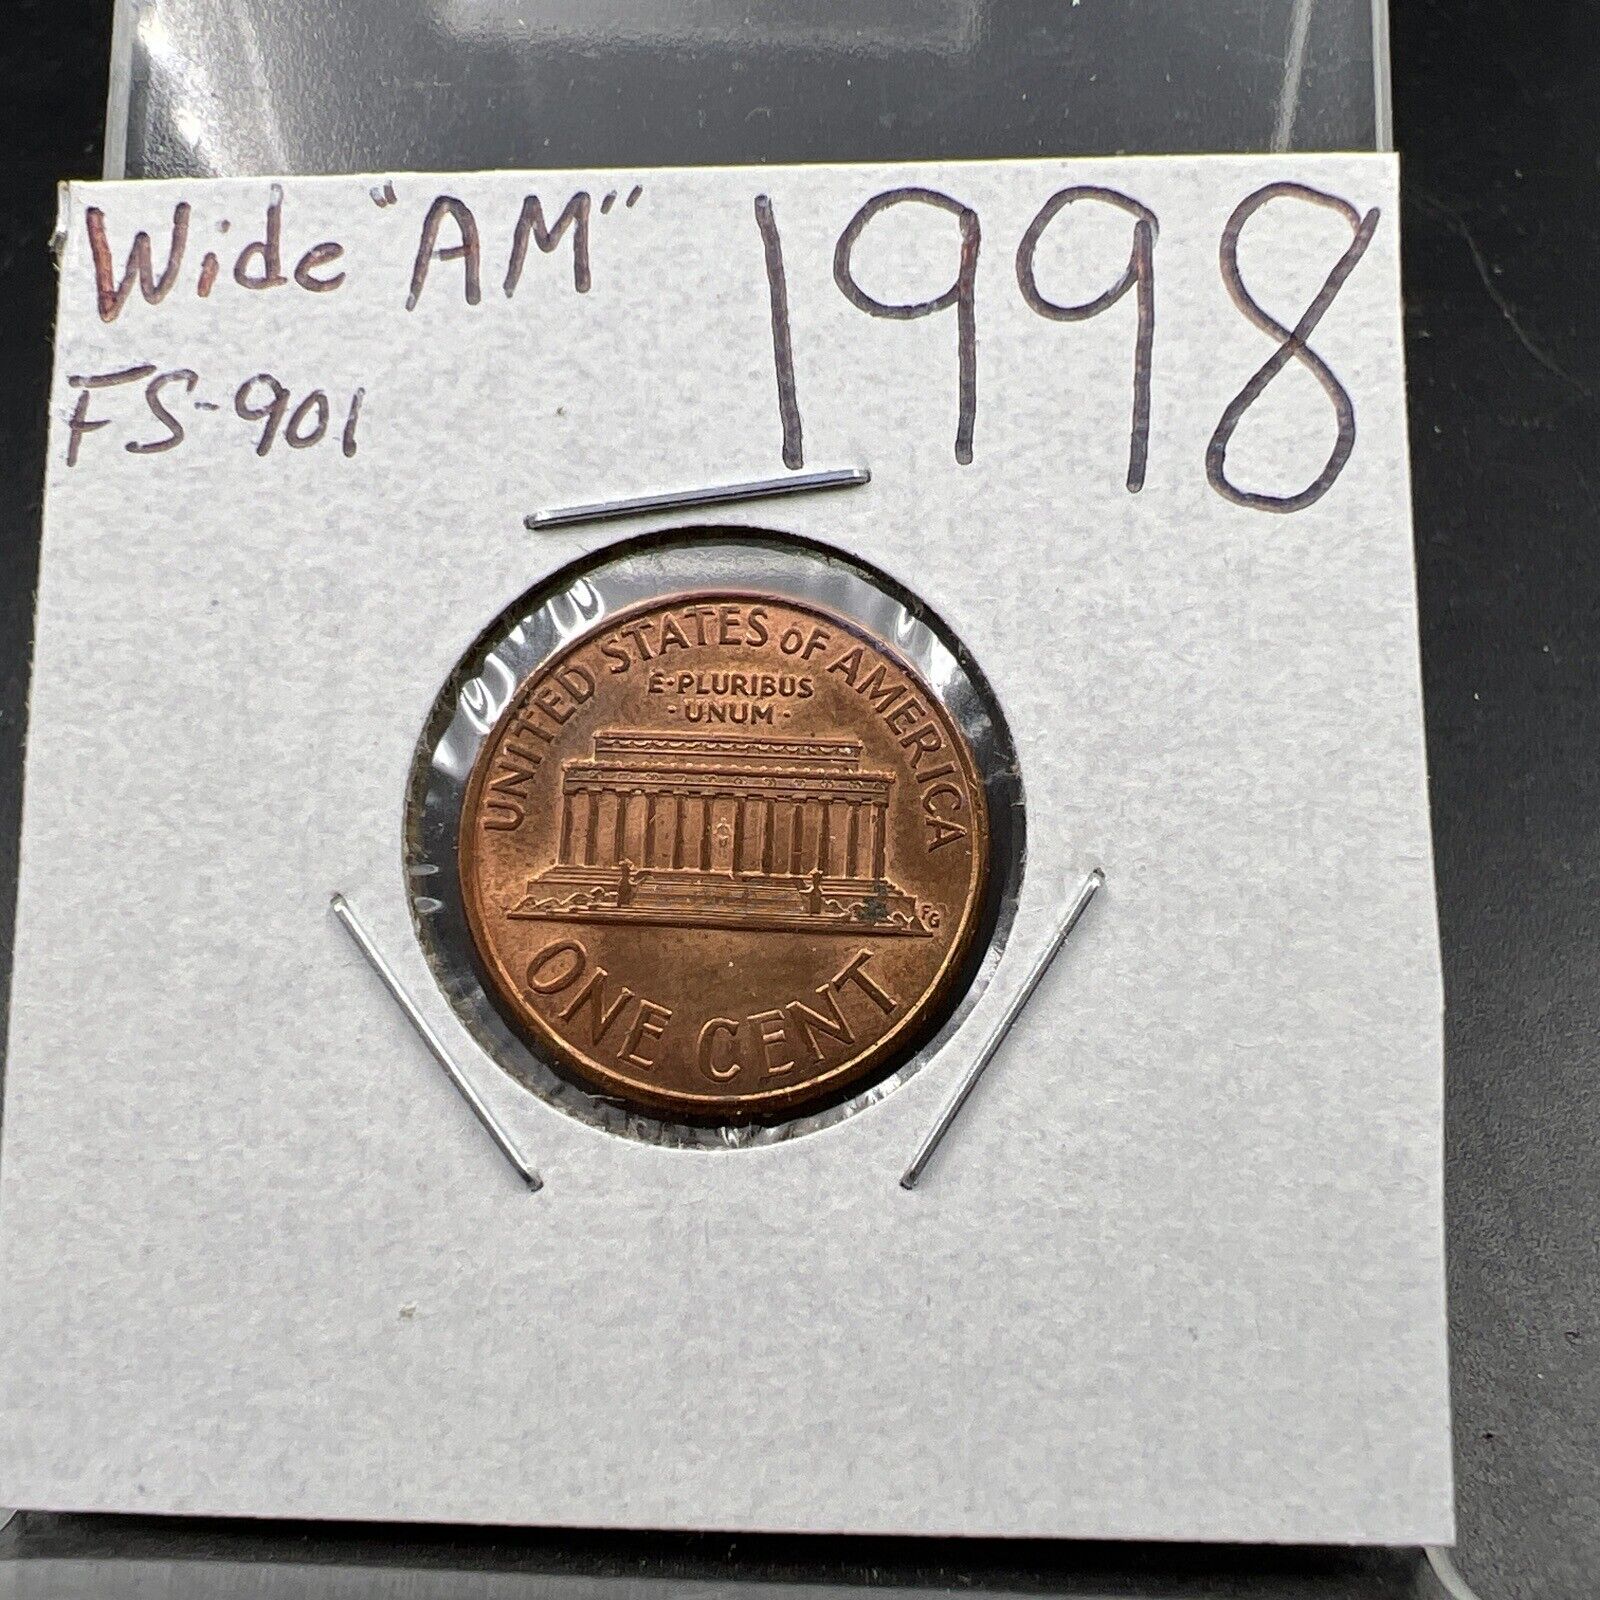 Wide "AM" 1998
FS-901
UNITED STATES OF AMERICA
E·PLURIBUS
·UNUM·
FG
ONE CENT